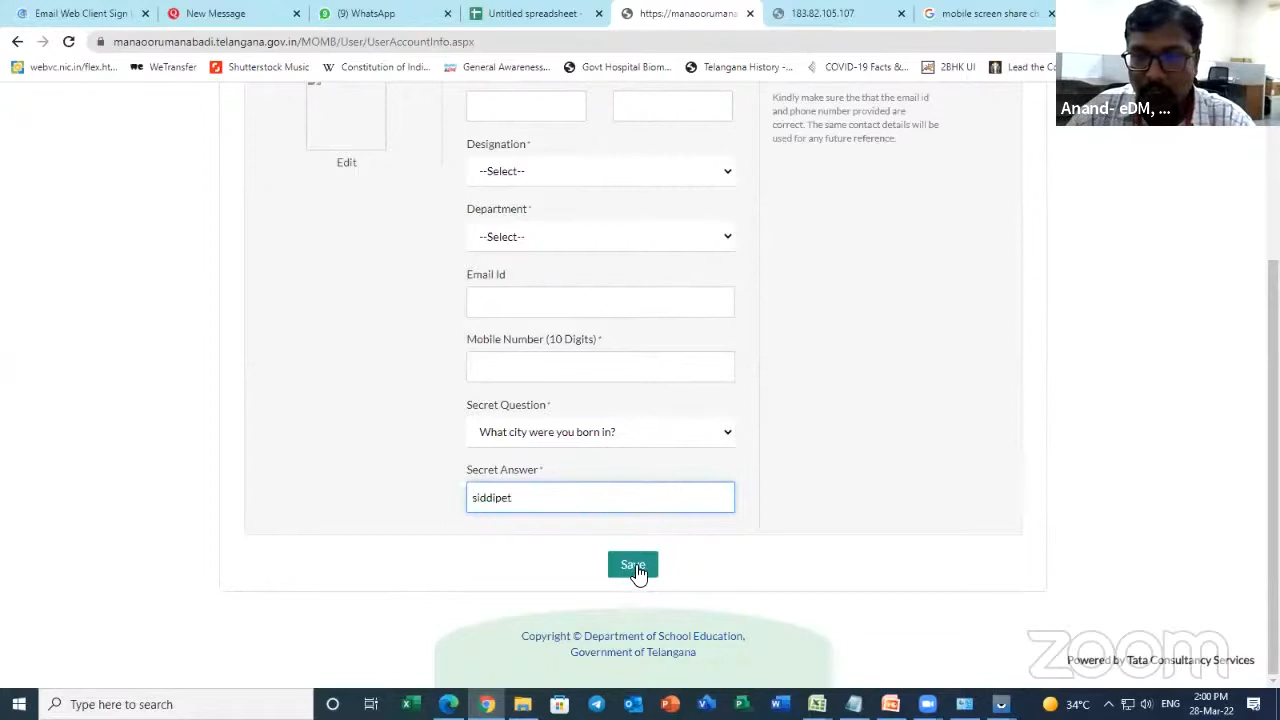 Email Web Client Sign I
New Message
(9) WhatsApp
Untitled spreadsheet -
https://manaoorumana
183.82.105.107
mobile screen share cl
manaoorumanabadi.telangana.gov.in/MOMB/User/UserAccountInfo.aspx
webvc.nic.in/flex.ht...
WeTransfer
Shutterstock Music
Constitution of Indi...
General Awareness...
Govt Hospital Biom...
Telangana History -...
COVID-19 Facts &...
2BHK UI
Lead the Co
Anand- eDM, ...
Kindly make sure the that the email id
and phone number provided are
correct. The same contact details will be
used for any future reference.
Edit
Designation*
--Select--
Department*
--Select--
Email Id
Mobile Number (10 Digits)*
Secret Question*
What city were you born in?
Secret Answer*
siddipet
Save
Copyright © Department of School Education,
Government of Telangana
zoom
Powered by Tata Consultancy Services
Type here to search
34°C
ENG
2:00 PM
28-Mar-22